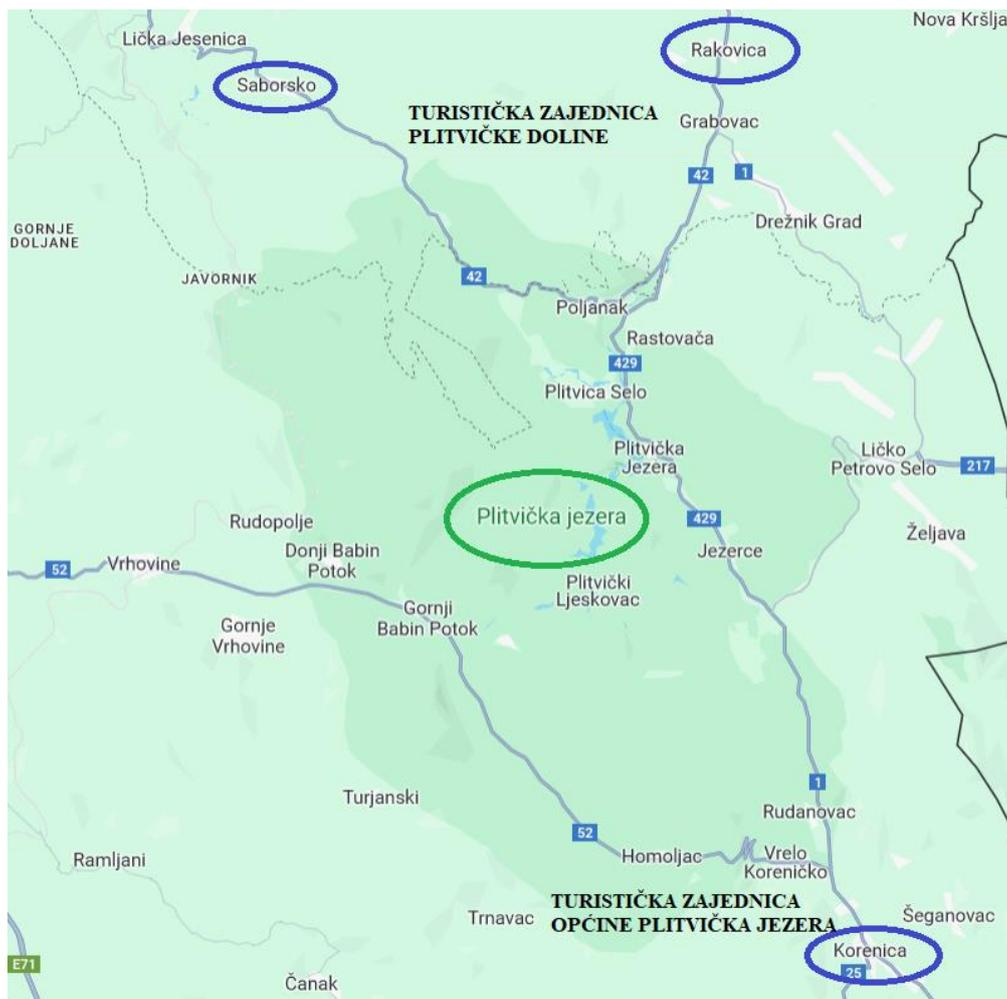 Nova Kršlja
Lička Jesenica
Rakovica
Saborsko
TURISTIČKA ZAJEDNICA
PLITVIČKE DOLINE
Grabovac
42
1
Drežnik Grad
GORNJE
DOLJANE
JAVORNIK
42
Poljanak
Rastovača
429
Plitvica Selo
Plitvička
Jezera
Ličko
Petrovo Selo
217
Plitvička jezera
429
Rudopolje
Željava
Donji Babin
Potok
Jezerce
52
Vrhovine
Plitvički
Ljeskovac
Gornji
Babin Potok
Gornje
Vrhovine
1
Turjanski
Rudanovac
52
Homoljac
Vrelo
Koreničko
Ramljani
TURISTIČKA ZAJEDNICA
OPĆINE PLITVIČKA JEZERA
Trnavac
Šeganovac
Korenica
E71
25
Čanak